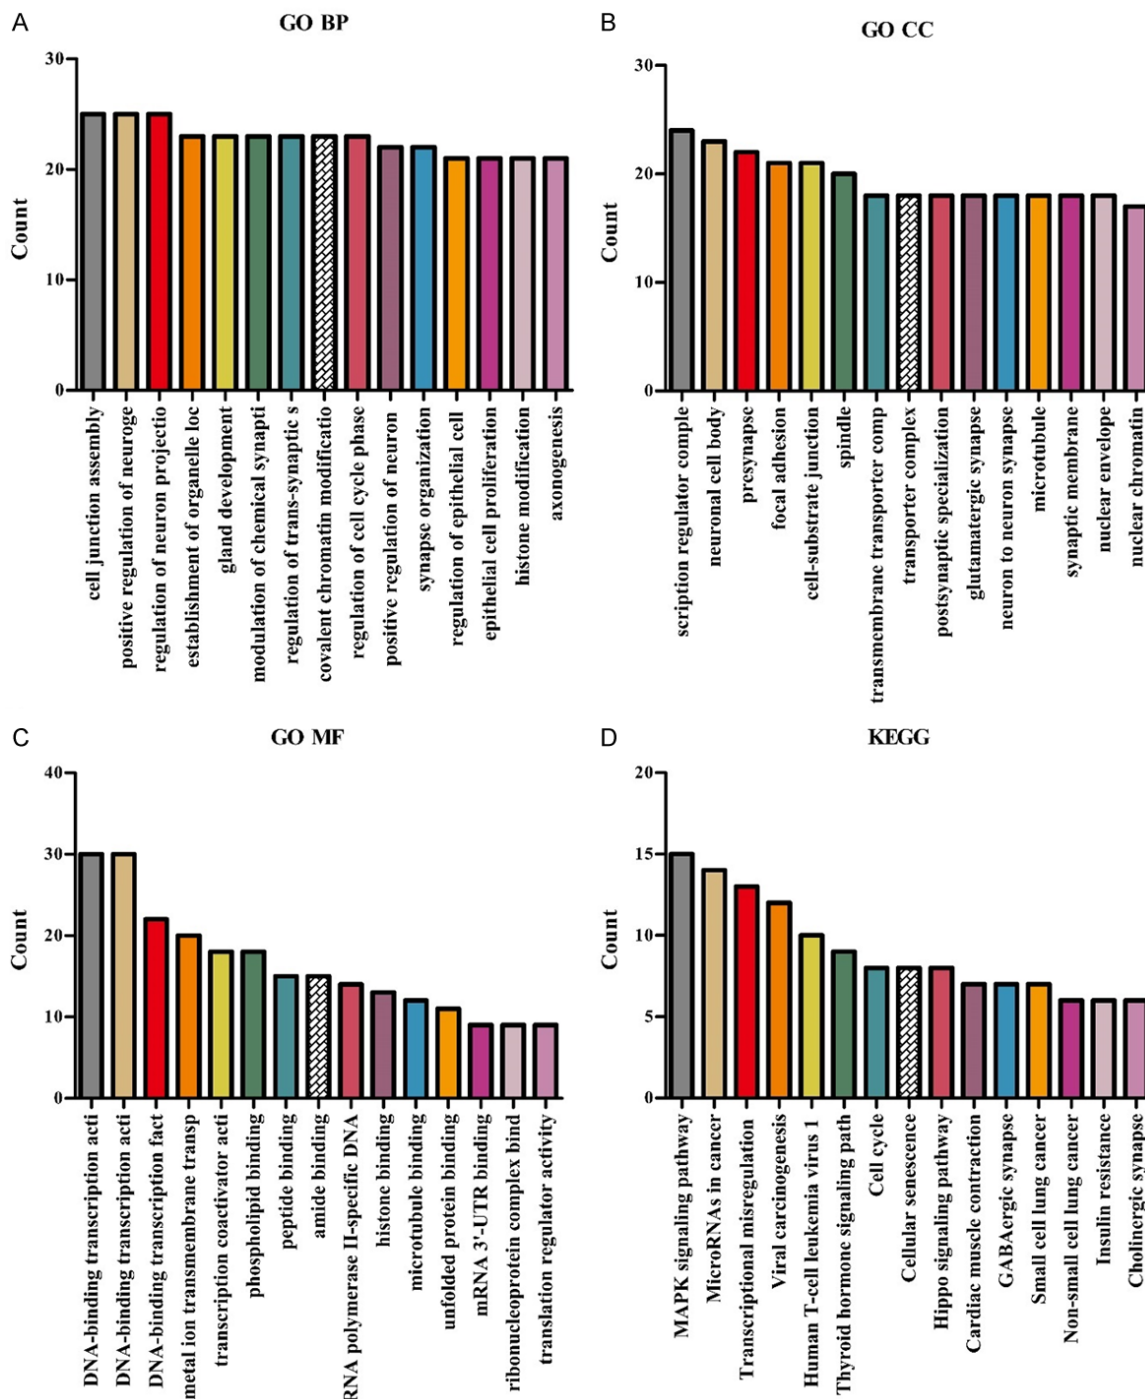 A
GO BP
Count
30
20
10
0
cell junction assembly
positive regulation of neuroge
regulation of neuron projectio
establishment of organelle loc
gland development
modulation of chemical synapti
regulation of trans-synaptic s
covalent chromatin modificatio
regulation of cell cycle phase
positive regulation of neuron
synapse organization
regulation of epithelial cell
epithelial cell proliferation
histone modification
axonogenesis
B
GO CC
Count
30
20
10
0
scription regulator comple
neuronal cell body
presynapse
focal adhesion
cell-substrate junction
spindle
transmembrane transporter comp
transporter complex
postsynaptic specialization
glutamatergic synapse
neuron to neuron synapse
microtubule
synaptic membrane
nuclear envelope
nuclear chromatin
C
GO MF
Count
40
30
20
10
0
DNA-binding transcription acti
DNA-binding transcription acti
DNA-binding transcription fact
metal ion transmembrane transp
transcription coactivator acti
phospholipid binding
peptide binding
amide binding
RNA polymerase II-specific DNA
histone binding
microtubule binding
unfolded protein binding
mRNA 3'-UTR binding
ribonucleoprotein complex bind
translation regulator activity
D
KEGG
Count
20
15
10
5
0
MAPK signaling pathway
MicroRNAs in cancer
Transcriptional misregulation
Viral carcinogenesis
Human T-cell leukemia virus 1
Thyroid hormone signaling path
Cell cycle
Cellular senescence
Hippo signaling pathway
Cardiac muscle contraction
GABAergic synapse
Small cell lung cancer
Non-small cell lung cancer
Insulin resistance
Cholinergic synapse